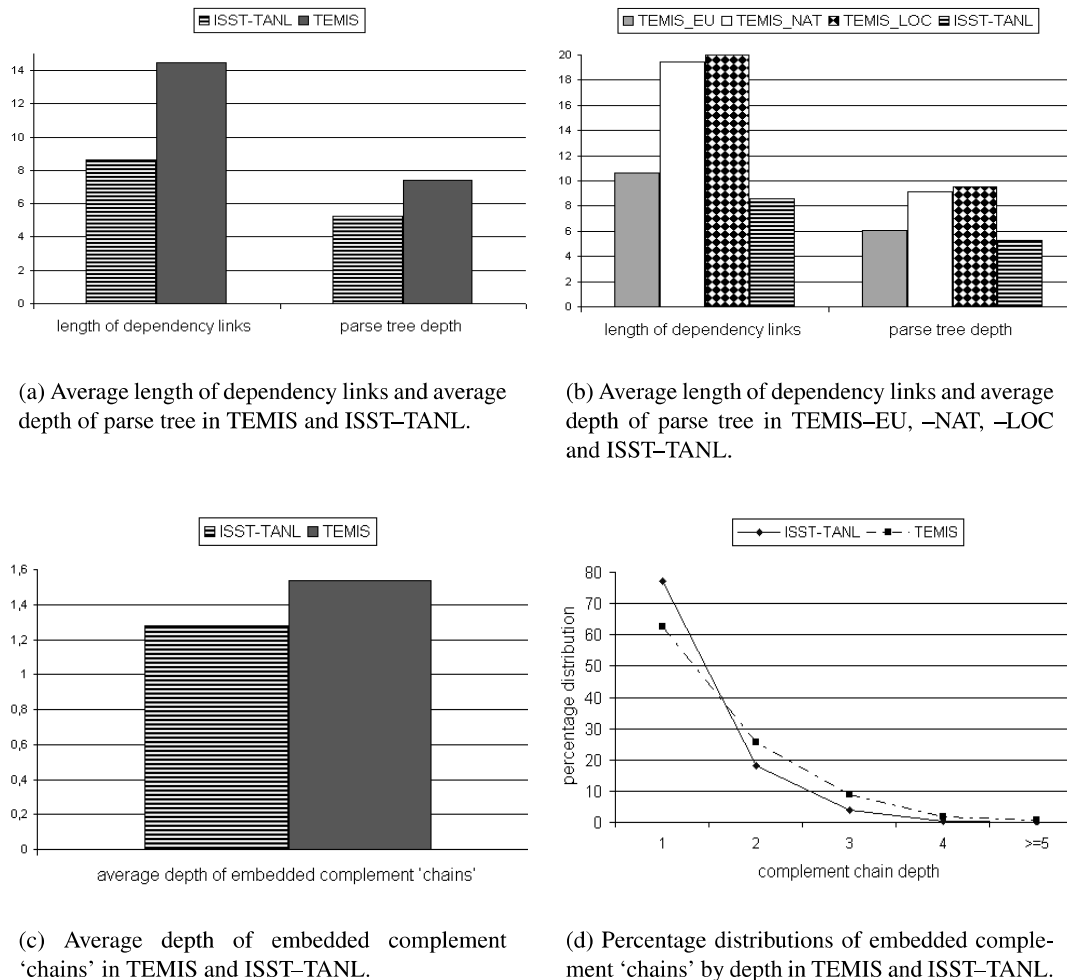 ISST-TANL TEMIS
14
12
10
8
6
4
2
0
length of dependency links parse tree depth
(a) Average length of dependency links and average
depth of parse tree in TEMIS and ISST–TANL.
TEMIS_EU TEMIS_NAT TEMIS_LOC ISST-TANL
20
18
16
14
12
10
8
6
4
2
0
length of dependency links parse tree depth
(b) Average length of dependency links and average
depth of parse tree in TEMIS–EU, –NAT, –LOC
and ISST–TANL.
ISST-TANL TEMIS
1,6
1,4
1,2
1
0,8
0,6
0,4
0,2
0
average depth of embedded complement 'chains'
(c) Average depth of embedded complement
‘chains’ in TEMIS and ISST–TANL.
ISST-TANL TEMIS
percentage distribution
80
70
60
50
40
30
20
10
0
1 2 3 4 >=5
complement chain depth
(d) Percentage distributions of embedded comple-
ment ‘chains’ by depth in TEMIS and ISST–TANL.